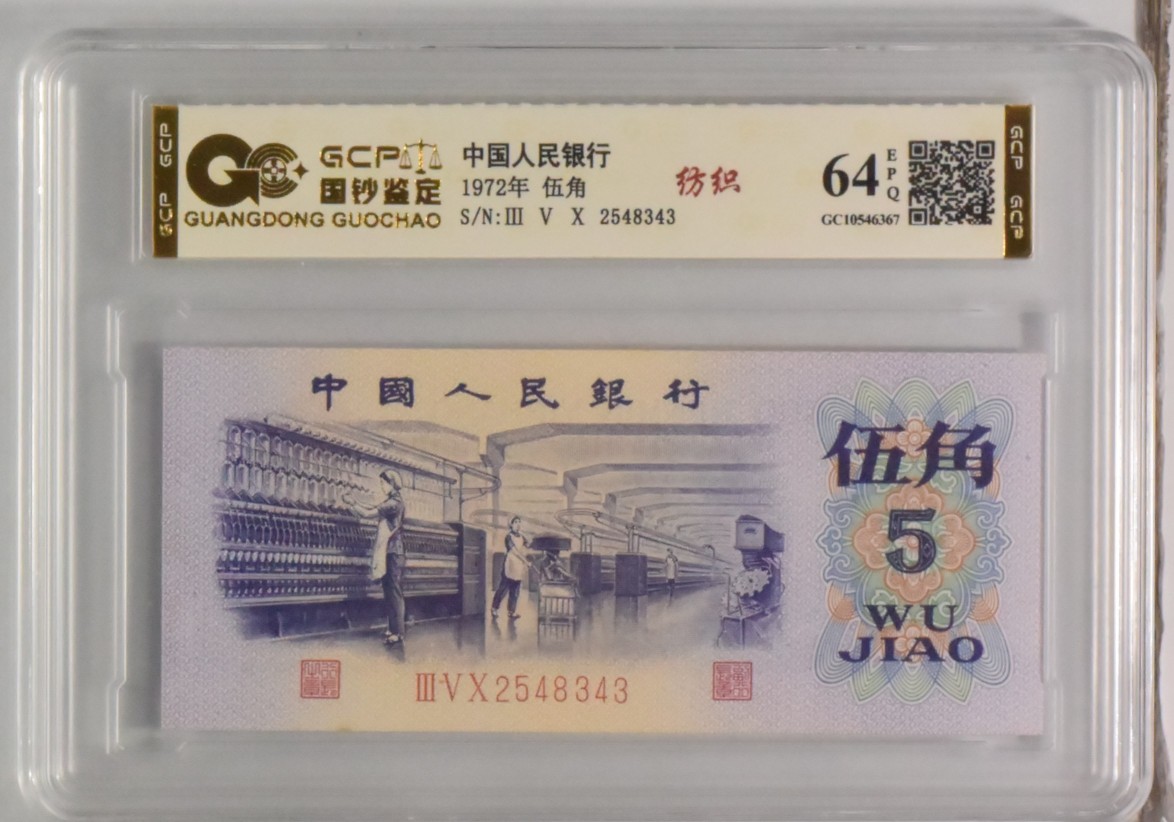 GCP GCP
GCP
国钞鉴定
GUANGDONG GUOCHAO
中国人民银行
1972年 伍角
S/N:III V X 2548343
纺织
64 EPQ
GC10546367
GCP GCP
中國人民銀行
伍角
5
WU
JIAO
III V X 2548343